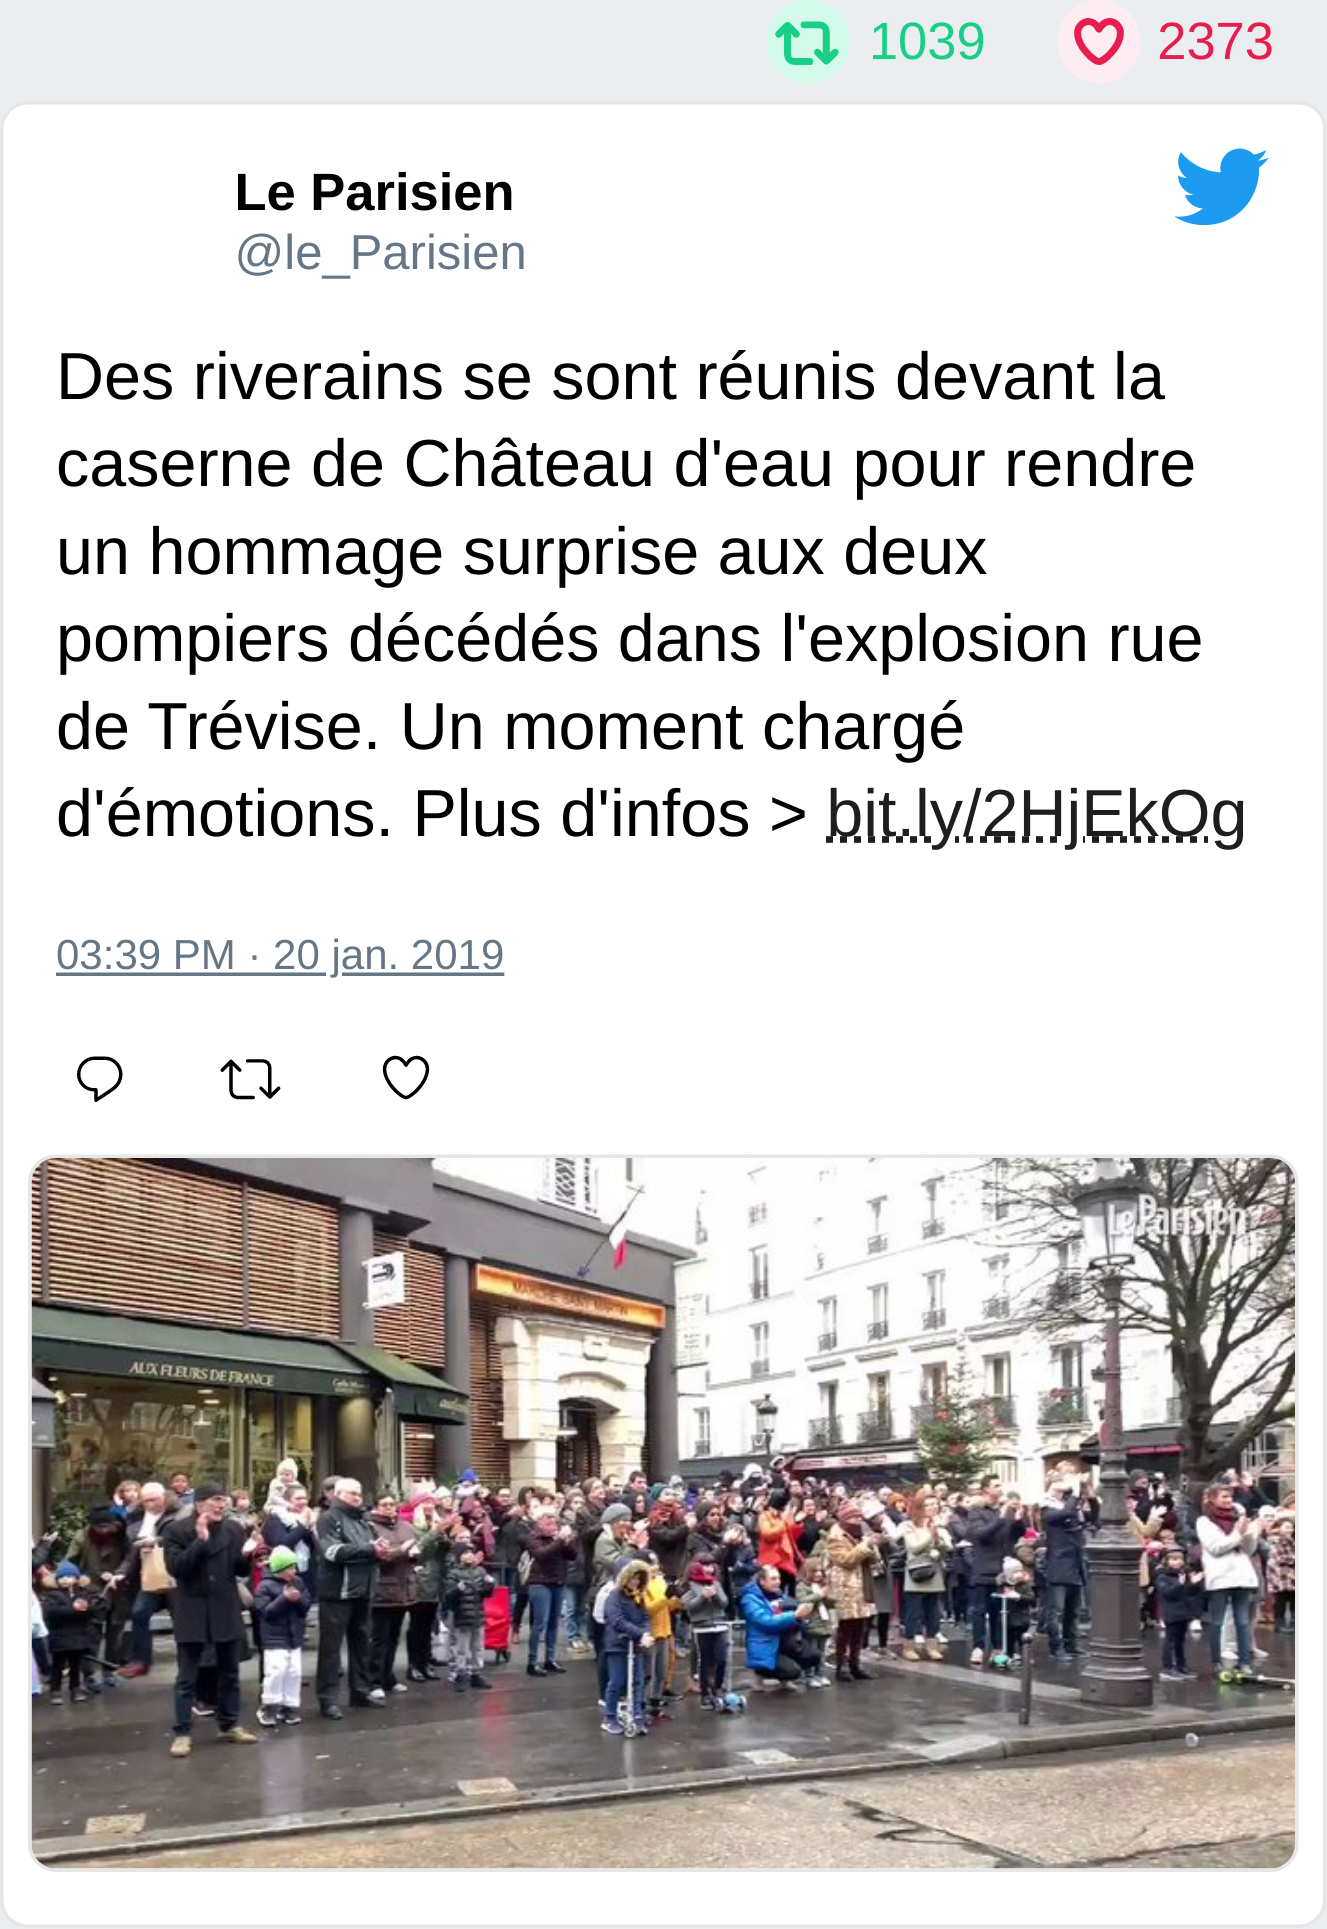 1039 2373
Le Parisien
@le_Parisien
Des riverains se sont réunis devant la
caserne de Château d'eau pour rendre
un hommage surprise aux deux
pompiers décédés dans l'explosion rue
de Trévise. Un moment chargé
d'émotions. Plus d'infos > bit.ly/2HjEkOg
03:39 PM · 20 jan. 2019
Le Parisien
MARCHE SAINT MARTIN
AUX FLEURS DE FRANCE